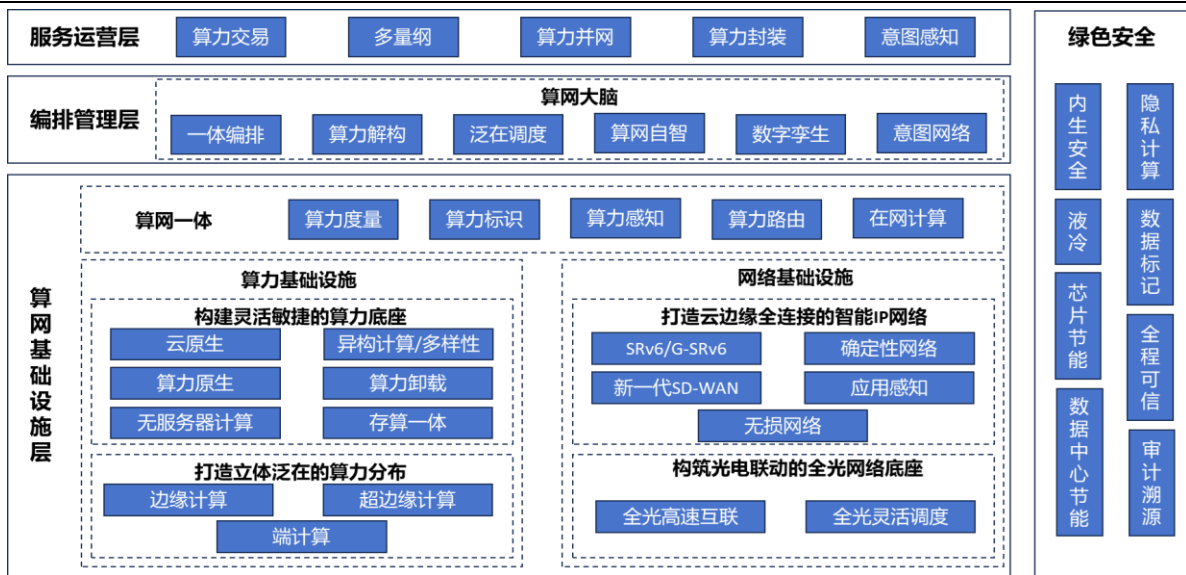 服务运营层
算力交易
多量纲
算力并网
算力封装
意图感知
编排管理层
算网大脑
一体编排
算力解构
泛在调度
算网自智
数字孪生
意图网络
算网基础设施层
算网一体
算力度量
算力标识
算力感知
算力路由
在网计算
算力基础设施
构建灵活敏捷的算力底座
云原生
异构计算/多样性
算力原生
算力卸载
无服务器计算
存算一体
打造立体泛在的算力分布
边缘计算
超边缘计算
端计算
网络基础设施
打造云边缘全连接的智能IP网络
SRv6/G-SRv6
确定性网络
新一代SD-WAN
应用感知
无损网络
构筑光电联动的全光网络底座
全光高速互联
全光灵活调度
绿色安全
内生安全
液冷
芯片节能
数据中心节能
隐私计算
数据标记
全程可信
审计溯源